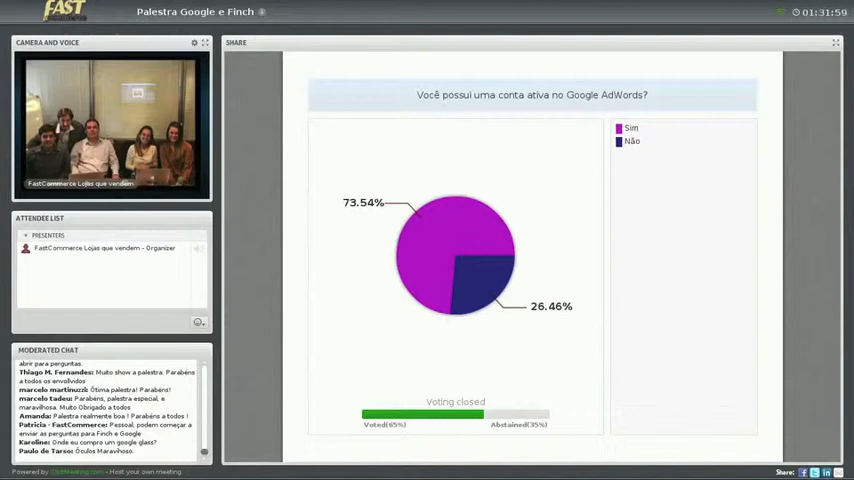 FAST
Palestra Google e Finch
01:31:59
CAMERA AND VOICE
FastCommerce Lojas que vendem
ATTENDEE LIST
PRESENTERS
FastCommerce Lojas que vendem - Organizer
MODERATED CHAT
abrir para perguntas.
Thiago M. Fernandes: Muito show a palestra. Parabéns
a todos os envolvidos
marcelo martinuzzi: Ótima palestra! Parabéns!
marcelo tadeu: Parabéns, palestra especial, e
maravilhosa. Muito Obrigado a todos
Amanda: Palestra realmente boa ! Parabéns a todos !
Patricia - FastCommerce: Pessoal, podem começar a
enviar as perguntas para Finch e Google
Karoline: Onde eu compro um google glass?
Paulo de Tarso: Óculos Maravilhoso.
SHARE
Você possui uma conta ativa no Google AdWords?
Sim
Não
73.54%
26.46%
Voting closed
Voted(65%)
Abstained(35%)
Powered by ClickMeeting.com - Host your own meeting
Share: